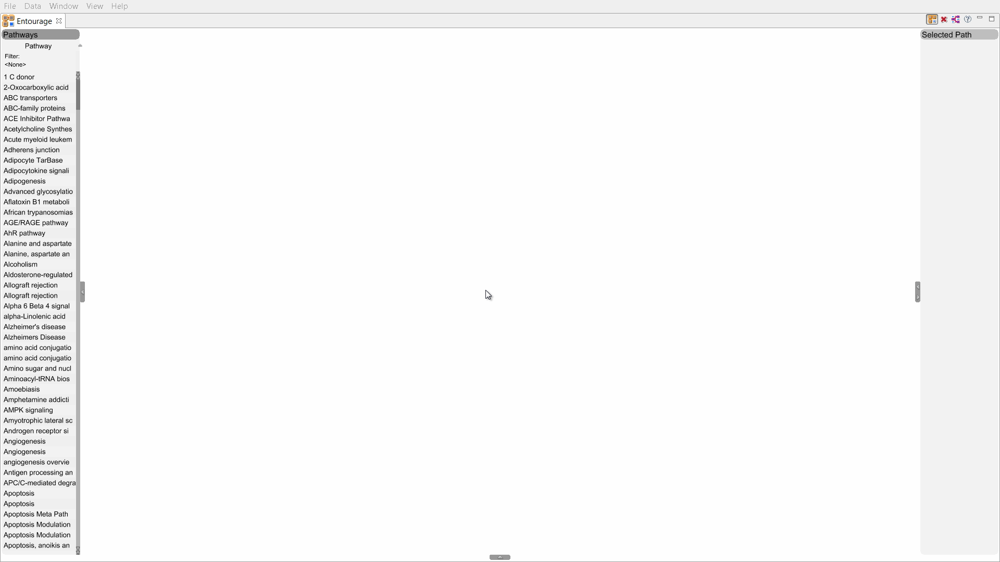 File Data Window View Help
Entourage
Pathways
Pathway
Filter:
<None>
1 C donor
2-Oxocarboxylic acid
ABC transporters
ABC-family proteins
ACE Inhibitor Pathwa
Acetylcholine Synthes
Acute myeloid leukem
Adherens junction
Adipocyte TarBase
Adipocytokine signali
Adipogenesis
Advanced glycosylatio
Aflatoxin B1 metaboli
African trypanosomias
AGE/RAGE pathway
AhR pathway
Alanine and aspartate
Alanine, aspartate an
Alcoholism
Aldosterone-regulated
Allograft rejection
Allograft rejection
Alpha 6 Beta 4 signal
alpha-Linolenic acid
Alzheimer's disease
Alzheimers Disease
amino acid conjugatio
amino acid conjugatio
Amino sugar and nucl
Aminoacyl-tRNA bios
Amoebiasis
Amphetamine addicti
AMPK signaling
Amyotrophic lateral sc
Androgen receptor si
Angiogenesis
Angiogenesis
angiogenesis overvie
Antigen processing an
APC/C-mediated degra
Apoptosis
Apoptosis
Apoptosis Meta Path
Apoptosis Modulation
Apoptosis Modulation
Apoptosis, anoikis an
Selected Path